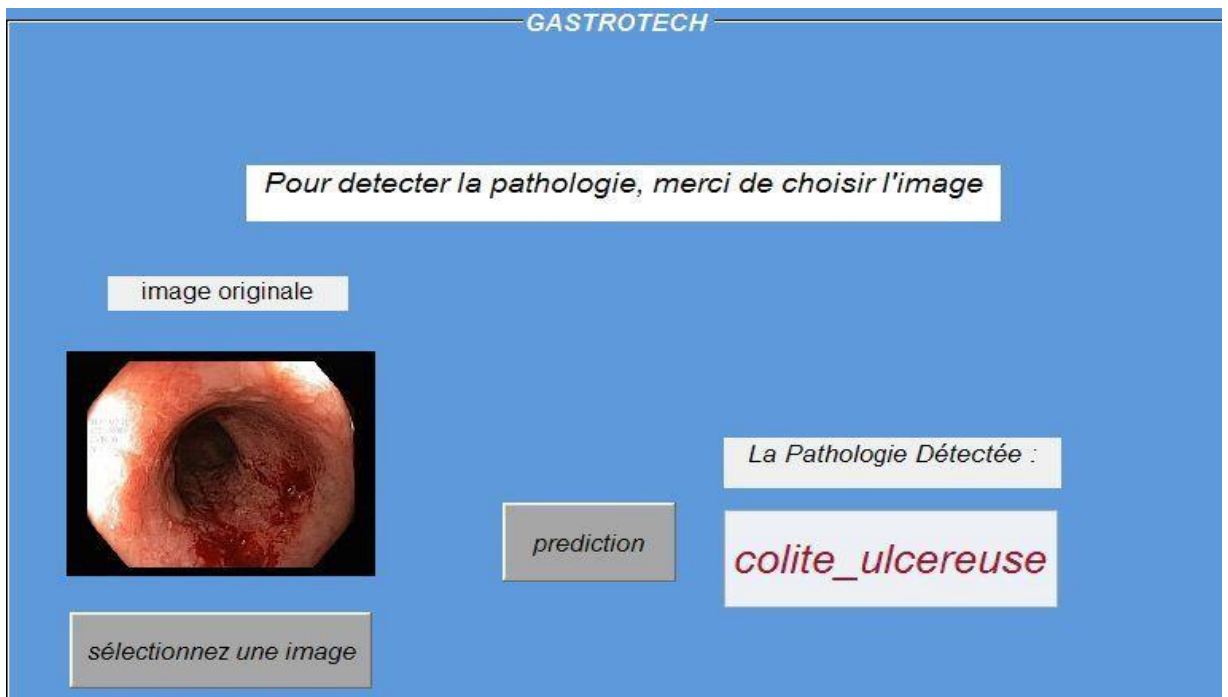 GASTROTECH
Pour detecter la pathologie, merci de choisir l'image
image originale
La Pathologie Détectée :
prediction
colite_ulcereuse
sélectionnez une image